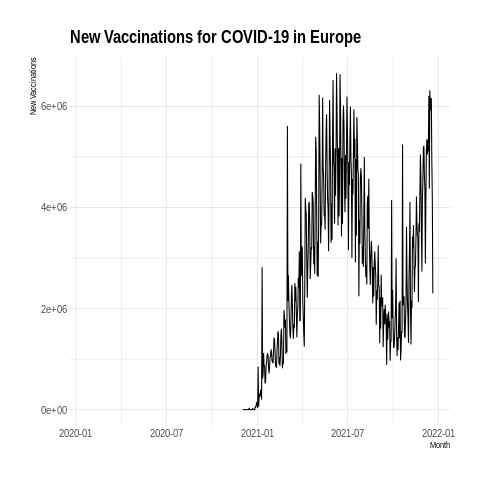 New Vaccinations for COVID-19 in Europe
New Vaccinations
6e+06
4e+06
2e+06
0e+00
2020-01 2020-07 2021-01 2021-07 2022-01
Month